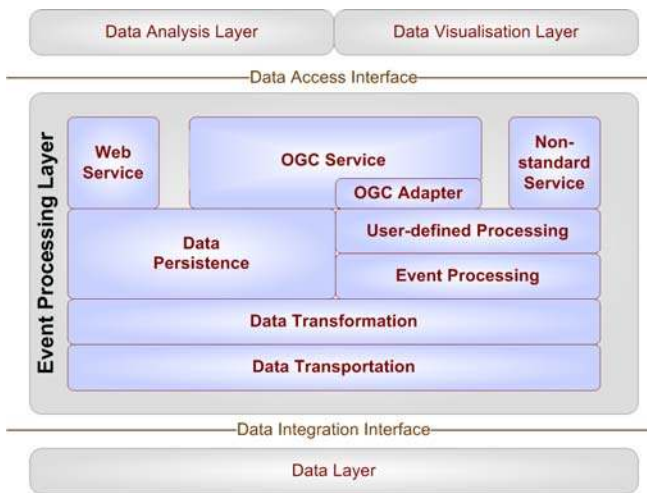 Data Analysis Layer
Data Visualisation Layer
Data Access Interface
Event Processing Layer
Web
Service
OGC Service
Non-
standard
Service
OGC Adapter
Data
Persistence
User-defined Processing
Event Processing
Data Transformation
Data Transportation
Data Integration Interface
Data Layer